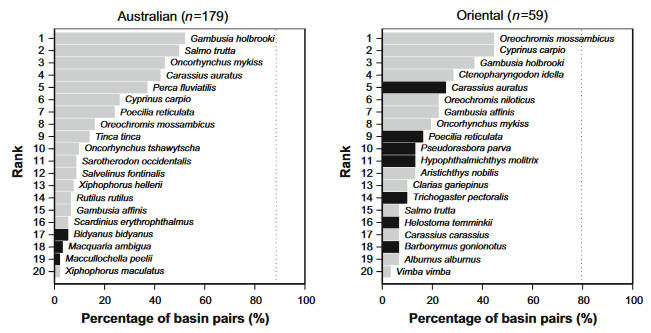 Australian (n=179)
1 Gambusia holbrooki
2 Salmo trutta
3 Oncorhynchus mykiss
4 Carassius auratus
5 Perca fluviatilis
6 Cyprinus carpio
7 Poecilia reticulata
8 Oreochromis mossambicus
9 Tinca tinca
10 Oncorhynchus tshawytscha
11 Sarotherodon occidentalis
12 Salvelinus fontinalis
13 Xiphophorus hellerii
14 Rutilus rutilus
15 Gambusia affinis
16 Scardinius erythrophthalmus
17 Bidyanus bidyanus
18 Macquaria ambigua
19 Maccullochella peelii
20 Xiphophorus maculatus
Rank
0 20 40 60 80 100
Percentage of basin pairs (%)
Oriental (n=59)
1 Oreochromis mossambicus
2 Cyprinus carpio
3 Gambusia holbrooki
4 Ctenopharyngodon idella
5 Carassius auratus
6 Oreochromis niloticus
7 Gambusia affinis
8 Oncorhynchus mykiss
9 Poecilia reticulata
10 Pseudorasbora parva
11 Hypophthalmichthys molitrix
12 Aristichthys nobilis
13 Clarias gariepinus
14 Trichogaster pectoralis
15 Salmo trutta
16 Helostoma temminkii
17 Carassius carassius
18 Barbonymus gonionotus
19 Alburnus alburnus
20 Vimba vimba
Rank
0 20 40 60 80 100
Percentage of basin pairs (%)